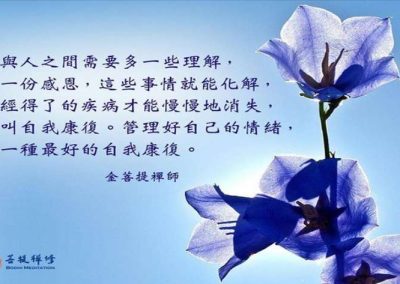 與人之間需要多一些理解，
一份感恩，這些事情就能化解，
經得了的疾病才能慢慢地消失，
叫自我康復。管理好自己的情緒，
一種最好的自我康復。
金菩提禪師
菩提禪修
BODHI MEDITATION